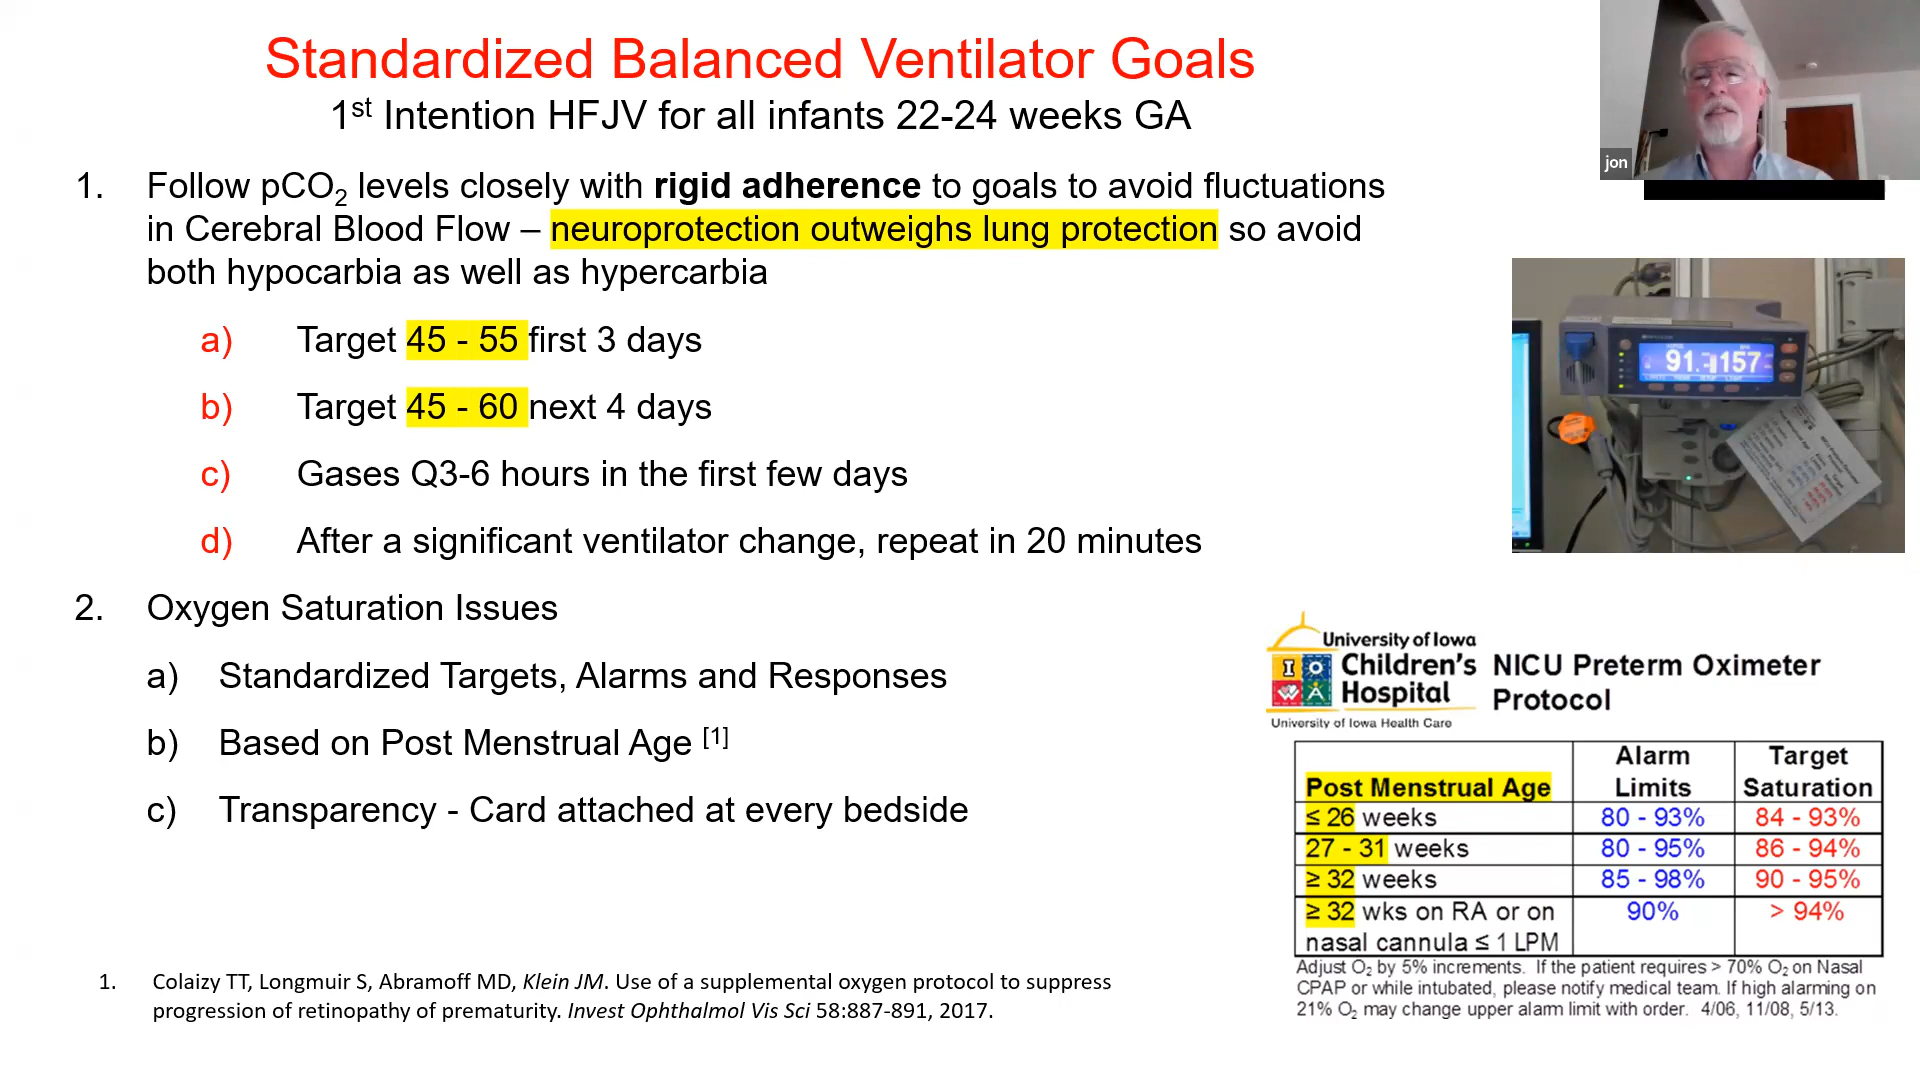 Standardized Balanced Ventilator Goals
1st Intention HFJV for all infants 22-24 weeks GA
1. Follow pCO2 levels closely with rigid adherence to goals to avoid fluctuations
in Cerebral Blood Flow – neuroprotection outweighs lung protection so avoid
both hypocarbia as well as hypercarbia
a) Target 45 - 55 first 3 days
b) Target 45 - 60 next 4 days
c) Gases Q3-6 hours in the first few days
d) After a significant ventilator change, repeat in 20 minutes
2. Oxygen Saturation Issues
a) Standardized Targets, Alarms and Responses
b) Based on Post Menstrual Age [1]
c) Transparency - Card attached at every bedside
1. Colaizy TT, Longmuir S, Abramoff MD, Klein JM. Use of a supplemental oxygen protocol to suppress
progression of retinopathy of prematurity. Invest Ophthalmol Vis Sci 58:887-891, 2017.
jon
91 157
University of Iowa
Children's
Hospital
IOWA
University of Iowa Health Care
NICU Preterm Oximeter
Protocol
Post Menstrual Age Alarm Limits Target Saturation
≤ 26 weeks 80 - 93% 84 - 93%
27 - 31 weeks 80 - 95% 86 - 94%
≥ 32 weeks 85 - 98% 90 - 95%
≥ 32 wks on RA or on 90% > 94%
nasal cannula ≤ 1 LPM
Adjust O2 by 5% increments. If the patient requires > 70% O2 on Nasal
CPAP or while intubated, please notify medical team. If high alarming on
21% O2 may change upper alarm limit with order. 4/06, 11/08, 5/13.